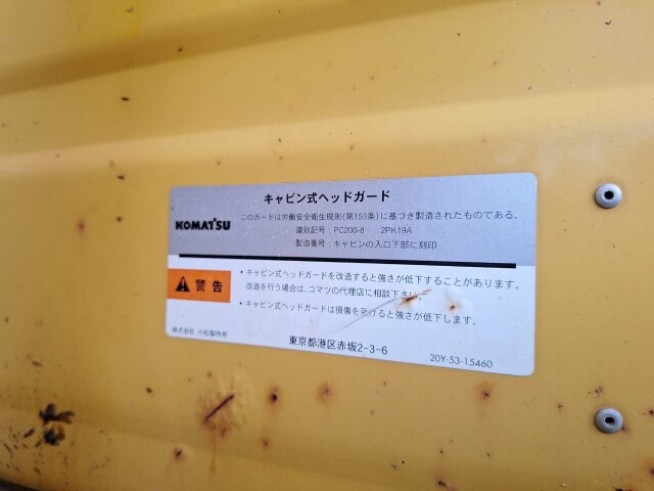 キャビン式ヘッドガード
KOMATSU
このガードは労働安全衛生規則(第153条)に基づき製造されたものである。
識別記号：PC200-8 2PK19A
製造番号：キャビンの入口下部に刻印
警告
• キャビン式ヘッドガードを改造すると強さが低下することがあります。
改造を行う場合は、コマツの代理店に相談下さい。
• キャビン式ヘッドガードは損傷を受けると強さが低下します。
株式会社 小松製作所
東京都港区赤坂2-3-6
20Y-53-15460